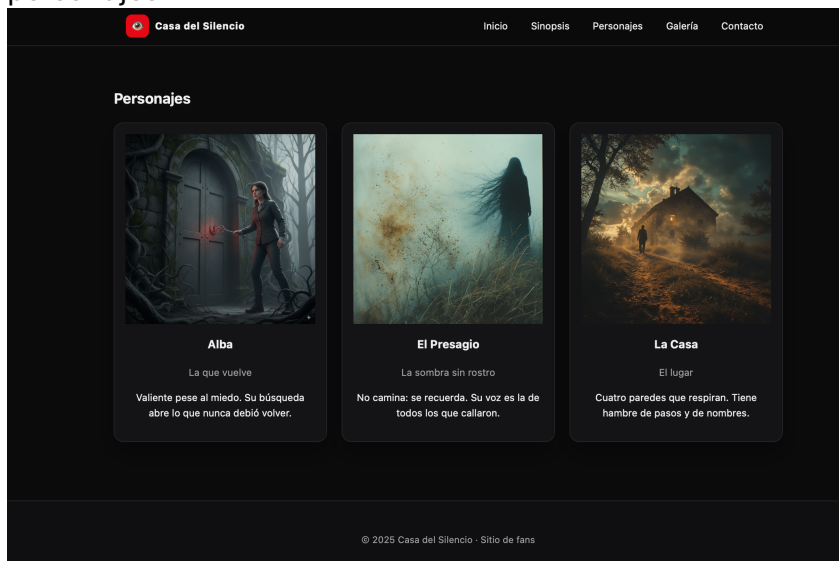 Casa del Silencio
Inicio Sinopsis Personajes Galería Contacto
Personajes
Alba
La que vuelve
Valiente pese al miedo. Su búsqueda
abre lo que nunca debió volver.
El Presagio
La sombra sin rostro
No camina: se recuerda. Su voz es la de
todos los que callaron.
La Casa
El lugar
Cuatro paredes que respiran. Tiene
hambre de pasos y de nombres.
© 2025 Casa del Silencio · Sitio de fans